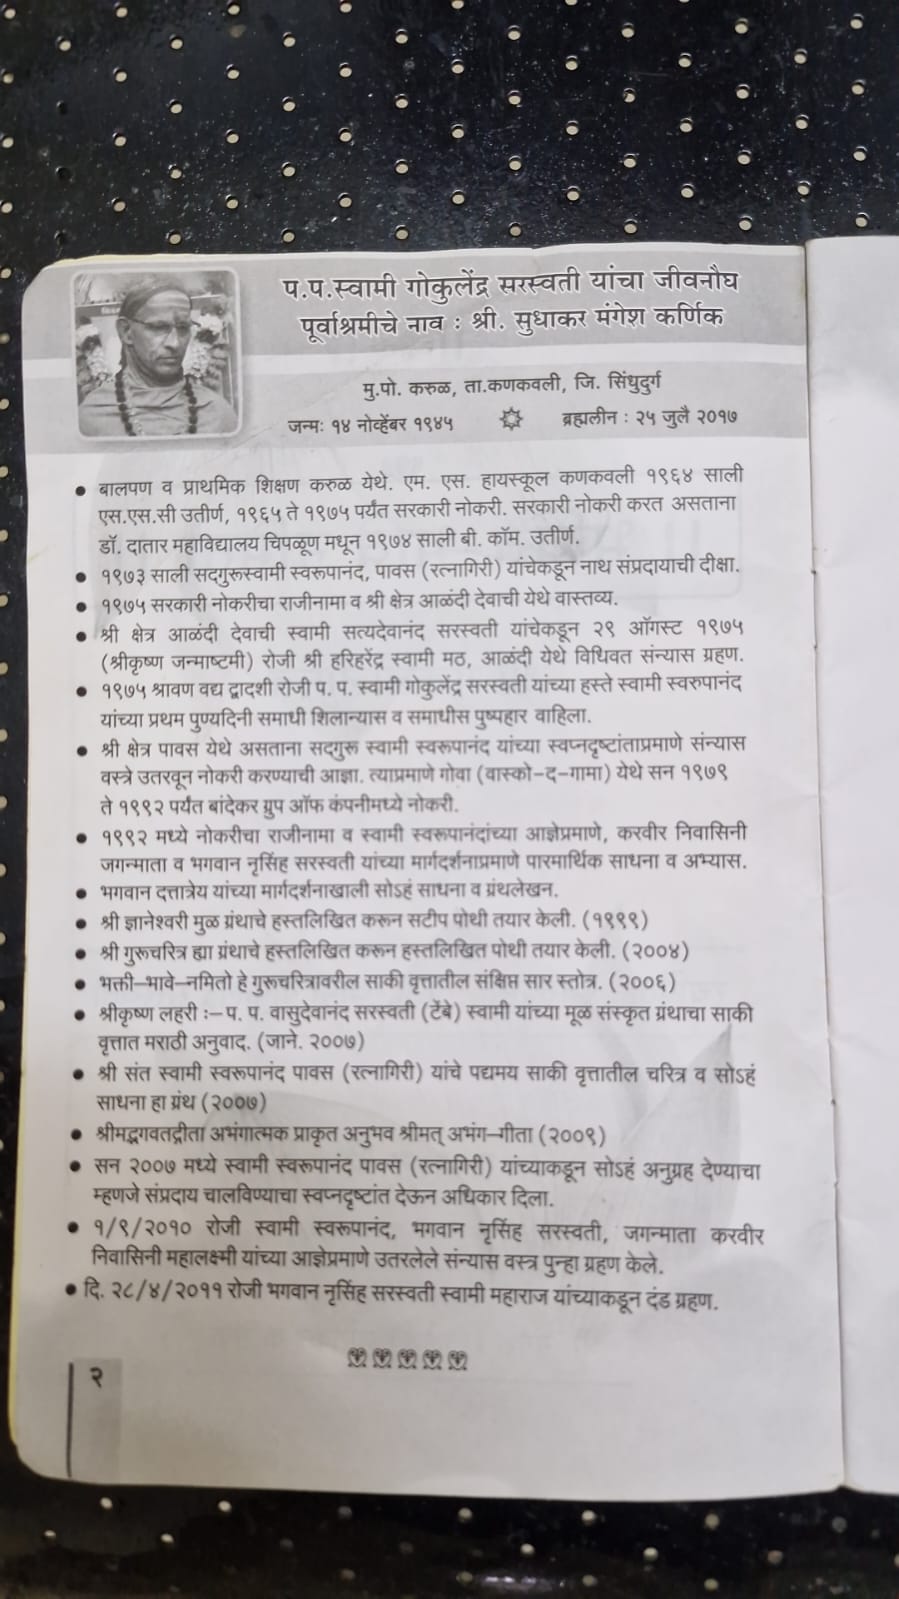 प.प.स्वामी गोकुलेंद्र सरस्वती यांचा जीवनौघ
पूर्वाश्रमीचे नाव : श्री. सुधाकर मंगेश कर्णिक
मु.पो. करुळ, ता.कणकवली, जि. सिंधुदुर्ग
जन्मः १४ नोव्हेंबर १९४५ ब्रह्मलीन : २५ जुलै २०१७
• बालपण व प्राथमिक शिक्षण करुळ येथे. एम. एस. हायस्कूल कणकवली १९६४ साली
एस.एस.सी उतीर्ण, १९६५ ते १९७५ पर्यंत सरकारी नोकरी. सरकारी नोकरी करत असताना
डॉ. दातार महाविद्यालय चिपळूण मधून १९७४ साली बी. कॉम. उतीर्ण.
• १९७३ साली सद्‌गुरूस्वामी स्वरूपानंद, पावस (रत्नागिरी) यांचेकडून नाथ संप्रदायाची दीक्षा.
• १९७५ सरकारी नोकरीचा राजीनामा व श्री क्षेत्र आळंदी देवाची येथे वास्तव्य.
• श्री क्षेत्र आळंदी देवाची स्वामी सत्यदेवानंद सरस्वती यांचेकडून २९ ऑगस्ट १९७५
(श्रीकृष्ण जन्माष्टमी) रोजी श्री हरिहरेंद्र स्वामी मठ, आळंदी येथे विधिवत संन्यास ग्रहण.
• १९७५ श्रावण वद्य द्वादशी रोजी प. प. स्वामी गोकुलेंद्र सरस्वती यांच्या हस्ते स्वामी स्वरुपानंद
यांच्या प्रथम पुण्यदिनी समाधी शिलान्यास व समाधीस पुष्पहार वाहिला.
• श्री क्षेत्र पावस येथे असताना सद्‌गुरू स्वामी स्वरूपानंद यांच्या स्वप्नदृष्टांताप्रमाणे संन्यास
वस्त्रे उतरवून नोकरी करण्याची आज्ञा. त्याप्रमाणे गोवा (वास्को-द-गामा) येथे सन १९७९
ते १९९२ पर्यंत बांदेकर ग्रुप ऑफ कंपनीमध्ये नोकरी.
• १९९२ मध्ये नोकरीचा राजीनामा व स्वामी स्वरूपानंदांच्या आज्ञेप्रमाणे, करवीर निवासिनी
जगन्माता व भगवान नृसिंह सरस्वती यांच्या मार्गदर्शनाप्रमाणे पारमार्थिक साधना व अभ्यास.
• भगवान दत्तात्रेय यांच्या मार्गदर्शनाखाली सोऽहं साधना व ग्रंथलेखन.
• श्री ज्ञानेश्वरी मुळ ग्रंथाचे हस्तलिखित करून सटीप पोथी तयार केली. (१९९९)
• श्री गुरूचरित्र ह्या ग्रंथाचे हस्तलिखित करून हस्तलिखित पोथी तयार केली. (२००४)
• भक्ती-भावे-नमितो हे गुरूचरित्रावरील साकी वृत्तातील संक्षिप्त सार स्तोत्र. (२००६)
• श्रीकृष्ण लहरी :- प. प. वासुदेवानंद सरस्वती (टेंबे) स्वामी यांच्या मूळ संस्कृत ग्रंथाचा साकी
वृत्तात मराठी अनुवाद. (जाने. २००७)
• श्री संत स्वामी स्वरूपानंद पावस (रत्नागिरी) यांचे पद्यमय साकी वृत्तातील चरित्र व सोऽहं
साधना हा ग्रंथ (२००७)
• श्रीमद्भगवतद्गीता अभंगात्मक प्राकृत अनुभव श्रीमत् अभंग-गीता (२००९)
• सन २००७ मध्ये स्वामी स्वरूपानंद पावस (रत्नागिरी) यांच्याकडून सोऽहं अनुग्रह देण्याचा
म्हणजे संप्रदाय चालविण्याचा स्वप्नदृष्टांत देऊन अधिकार दिला.
• १/९/२०१० रोजी स्वामी स्वरूपानंद, भगवान नृसिंह सरस्वती, जगन्माता करवीर
निवासिनी महालक्ष्मी यांच्या आज्ञेप्रमाणे उतरलेले संन्यास वस्त्र पुन्हा ग्रहण केले.
• दि. २८/४/२०११ रोजी भगवान नृसिंह सरस्वती स्वामी महाराज यांच्याकडून दंड ग्रहण.
२